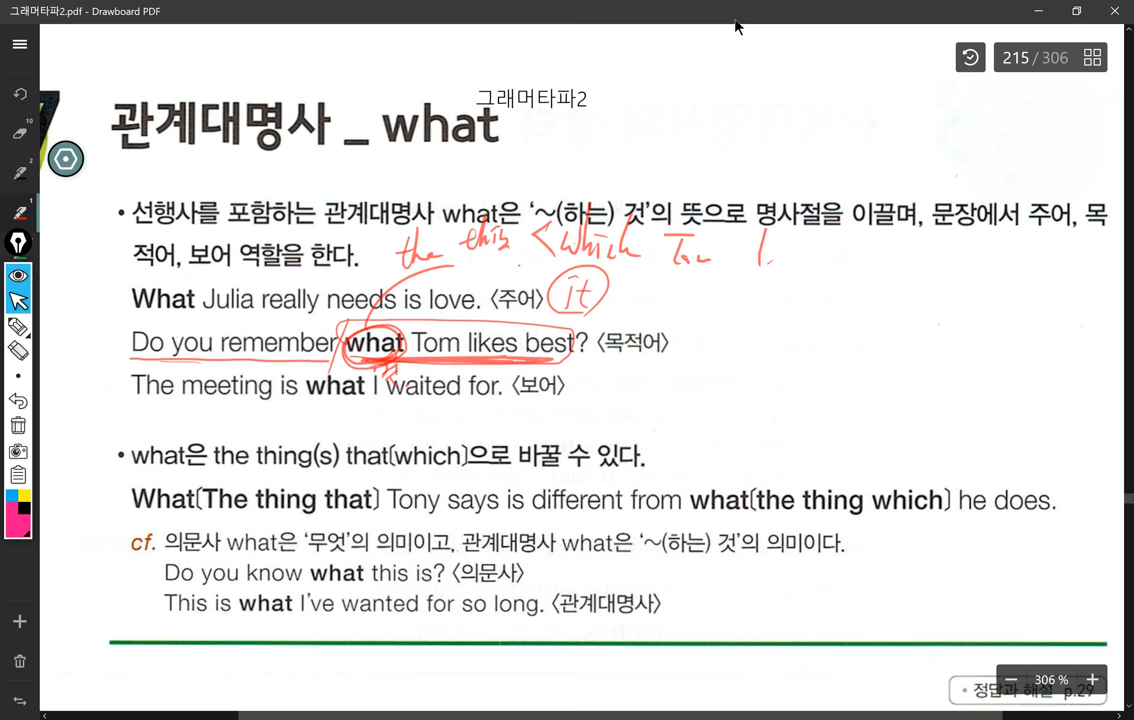 그래머타파2.pdf - Drawboard PDF
215 / 306
그래머타파2
관계대명사 _ what
• 선행사를 포함하는 관계대명사 what은 ‘~(하는) 것’의 뜻으로 명사절을 이끌며, 문장에서 주어, 목
the this < which Tom l
적어, 보어 역할을 한다.
What Julia really needs is love. <주어> it
Do you remember what Tom likes best? <목적어>
The meeting is what I waited for. <보어>
• what은 the thing(s) that[which]으로 바꿀 수 있다.
What[The thing that] Tony says is different from what[the thing which] he does.
cf. 의문사 what은 ‘무엇’의 의미이고, 관계대명사 what은 ‘~(하는) 것’의 의미이다.
Do you know what this is? <의문사>
This is what I've wanted for so long. <관계대명사>
10
2
1
306 %
• 정답과 해설 p.29